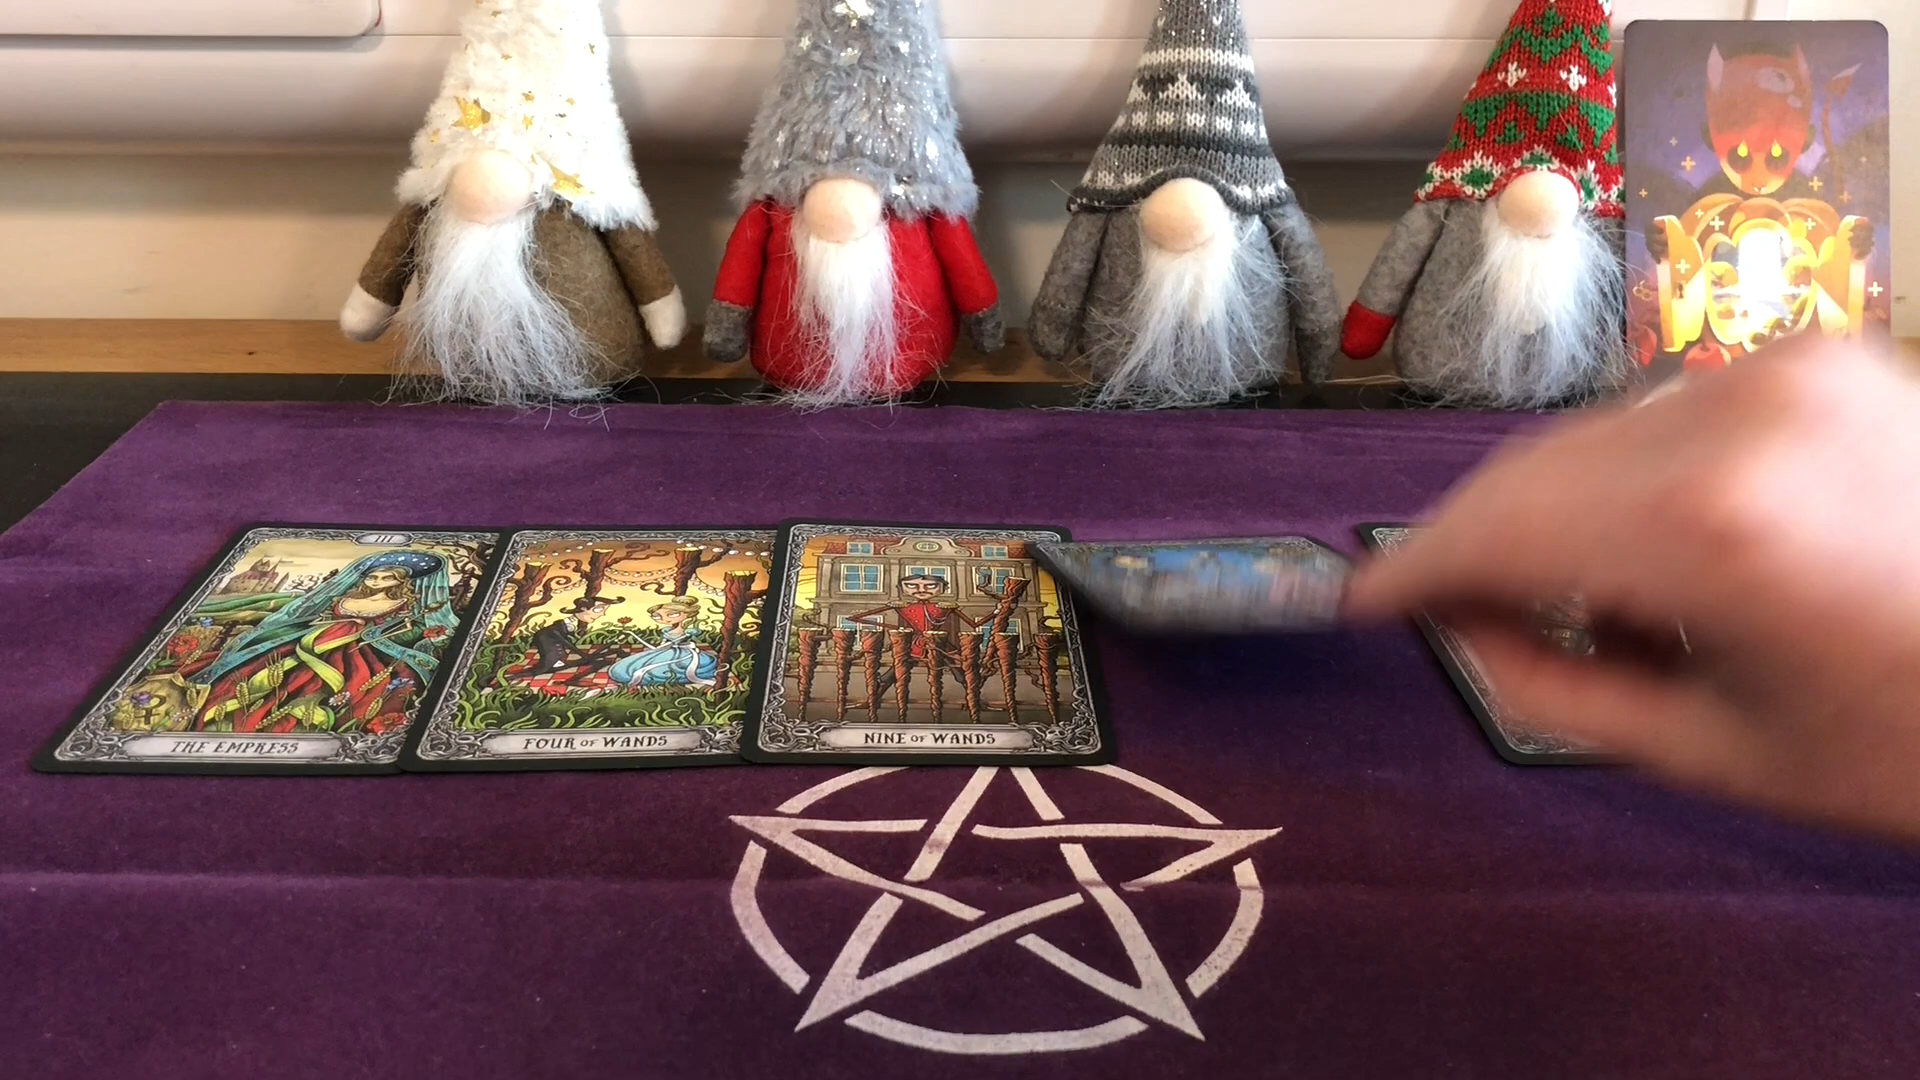 III
THE EMPRESS
FOUR OF WANDS
NINE OF WANDS